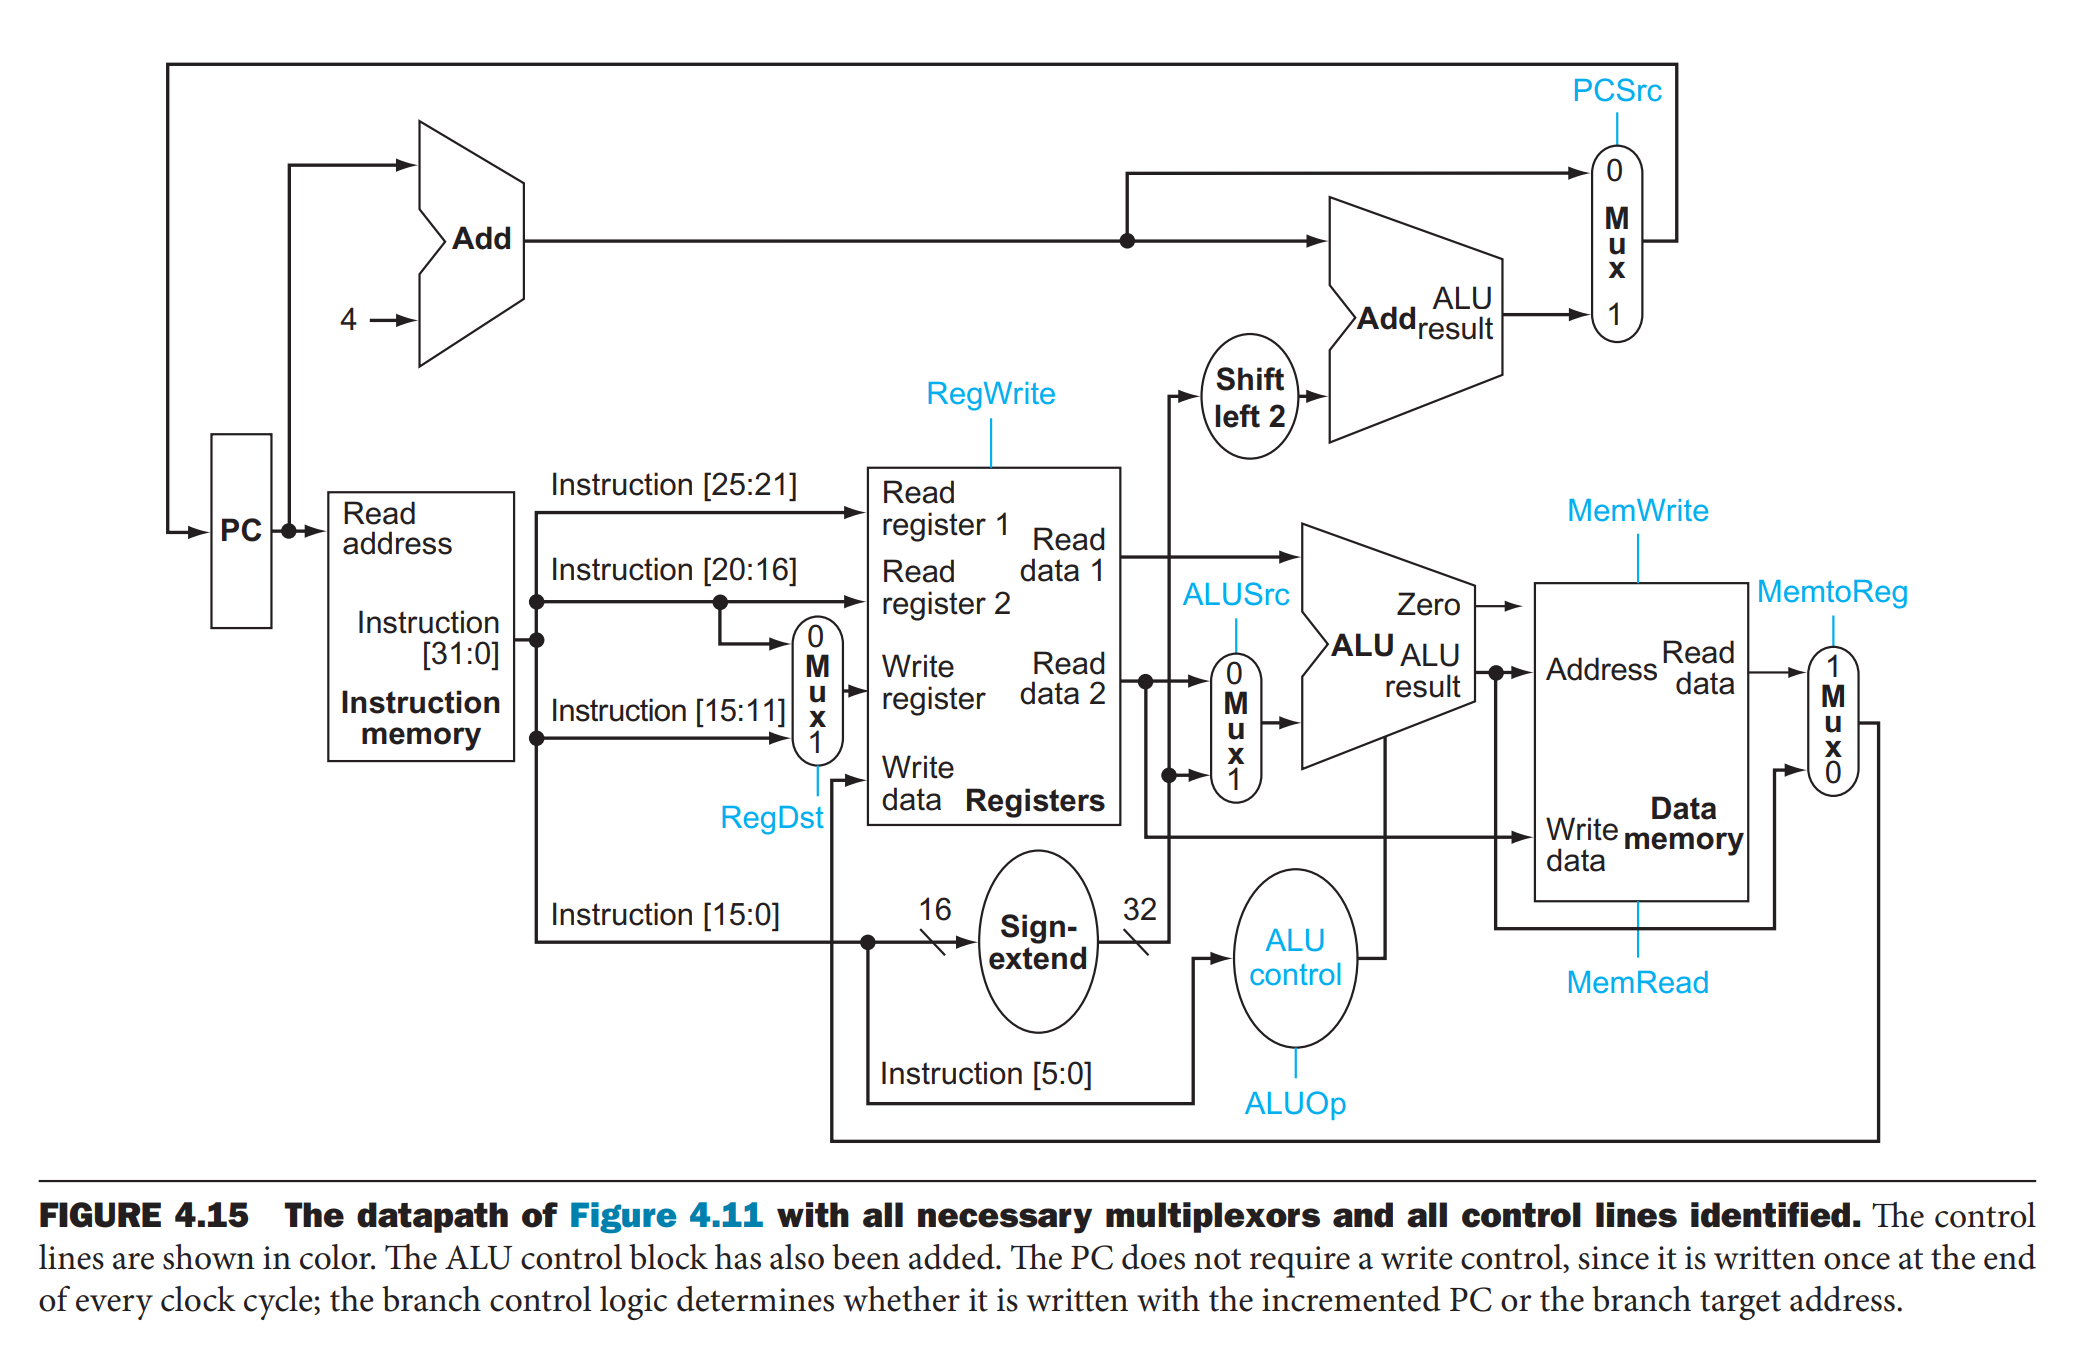 PCSrc
0
M
u
x
1
Add
4
Add
ALU
result
Shift
left 2
RegWrite
PC
Read
address
Instruction
[31:0]
Instruction
memory
Instruction [25:21]
Instruction [20:16]
Instruction [15:11]
Instruction [15:0]
0
M
u
x
1
RegDst
Read
register 1
Read
register 2
Write
register
Write
data
Read
data 1
Read
data 2
Registers
16
Sign-
extend
32
Instruction [5:0]
ALUSrc
0
M
u
x
1
ALU
Zero
ALU
result
ALU
control
ALUOp
MemWrite
Address
Read
data
Write
data
Data
memory
MemRead
MemtoReg
1
M
u
x
0
FIGURE 4.15 The datapath of Figure 4.11 with all necessary multiplexors and all control lines identified. The control
lines are shown in color. The ALU control block has also been added. The PC does not require a write control, since it is written once at the end
of every clock cycle; the branch control logic determines whether it is written with the incremented PC or the branch target address.